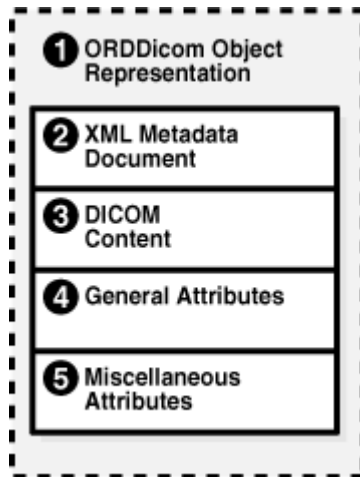 1 ORDDicom Object
Representation
2 XML Metadata
Document
3 DICOM
Content
4 General Attributes
5 Miscellaneous
Attributes